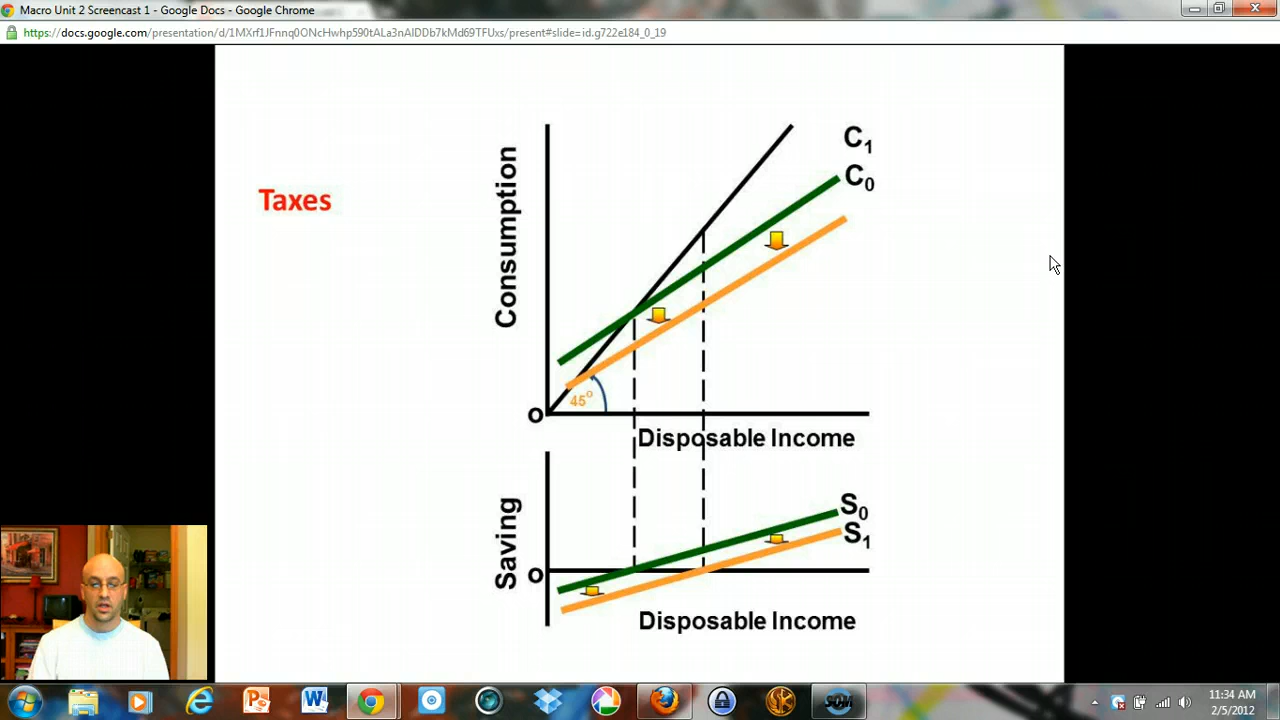 Macro Unit 2 Screencast 1 - Google Docs - Google Chrome
https://docs.google.com/presentation/d/1MXrf1JFnnq0ONcHwhp590tALa3nAlDDb7kMd69TFUxs/present#slide=id.g722e184_0_19
Taxes
Consumption
C1
C0
45°
O
Disposable Income
Saving
S0
S1
O
Disposable Income
11:34 AM
2/5/2012